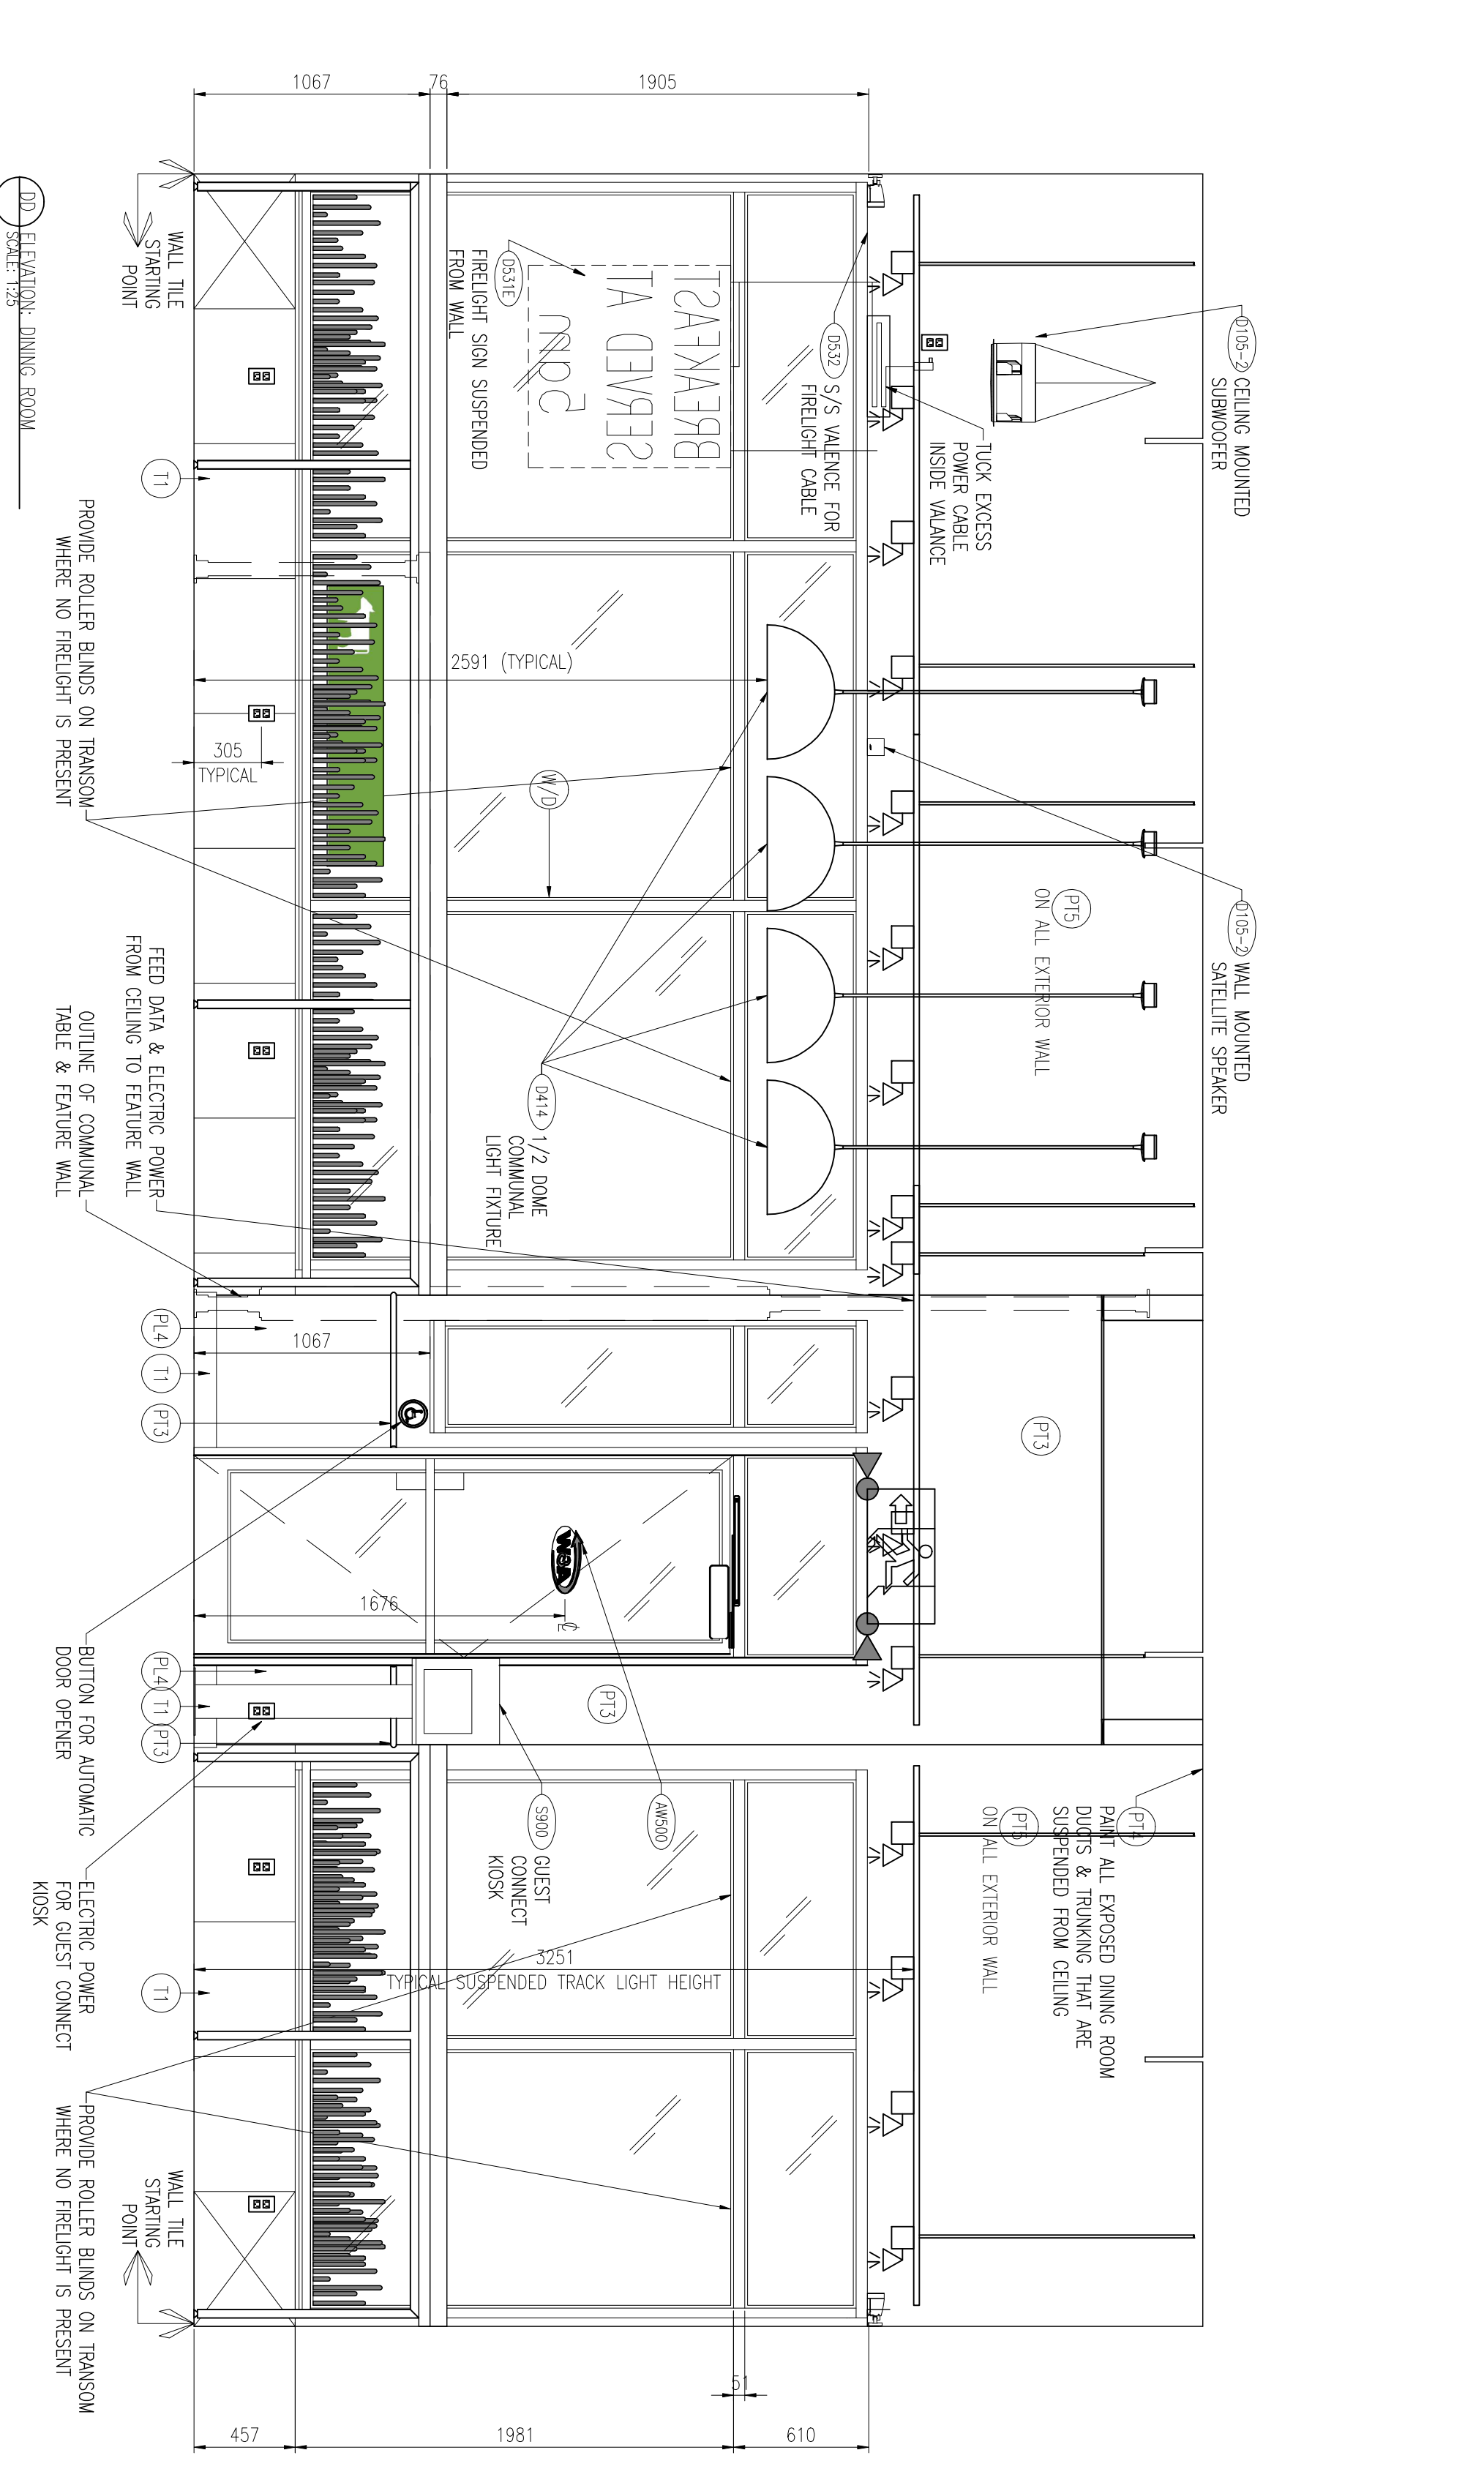 D105-2
CEILING MOUNTED
SUBWOOFER
D105-2
WALL MOUNTED
SATELLITE SPEAKER
PT4
PAINT ALL EXPOSED DINING ROOM
DUCTS & TRUNKING THAT ARE
SUSPENDED FROM CEILING
PT5
ON ALL EXTERIOR WALL
PT3
PT5
ON ALL EXTERIOR WALL
TUCK EXCESS
POWER CABLE
INSIDE VALANCE
D532
S/S VALENCE FOR
FIRELIGHT CABLE
BREAKFAST
SERVED AT
5am
D531E
FIRELIGHT SIGN SUSPENDED
FROM WALL
W/D
D414
1/2 DOME
COMMUNAL
LIGHT FIXTURE
AW500
S900
GUEST
CONNECT
KIOSK
PT3
A&W
℄
1905
76
1067
2591 (TYPICAL)
305
TYPICAL
1067
1676
3251
TYPICAL SUSPENDED TRACK LIGHT HEIGHT
51
610
1981
457
WALL TILE
STARTING
POINT
T1
PL4
T1
PT3
PL4
T1
PT3
T1
WALL TILE
STARTING
POINT
FEED DATA & ELECTRIC POWER
FROM CEILING TO FEATURE WALL
OUTLINE OF COMMUNAL
TABLE & FEATURE WALL
PROVIDE ROLLER BLINDS ON TRANSOM
WHERE NO FIRELIGHT IS PRESENT
BUTTON FOR AUTOMATIC
DOOR OPENER
ELECTRIC POWER
FOR GUEST CONNECT
KIOSK
PROVIDE ROLLER BLINDS ON TRANSOM
WHERE NO FIRELIGHT IS PRESENT
DD
ELEVATION: DINING ROOM
SCALE: 1:25